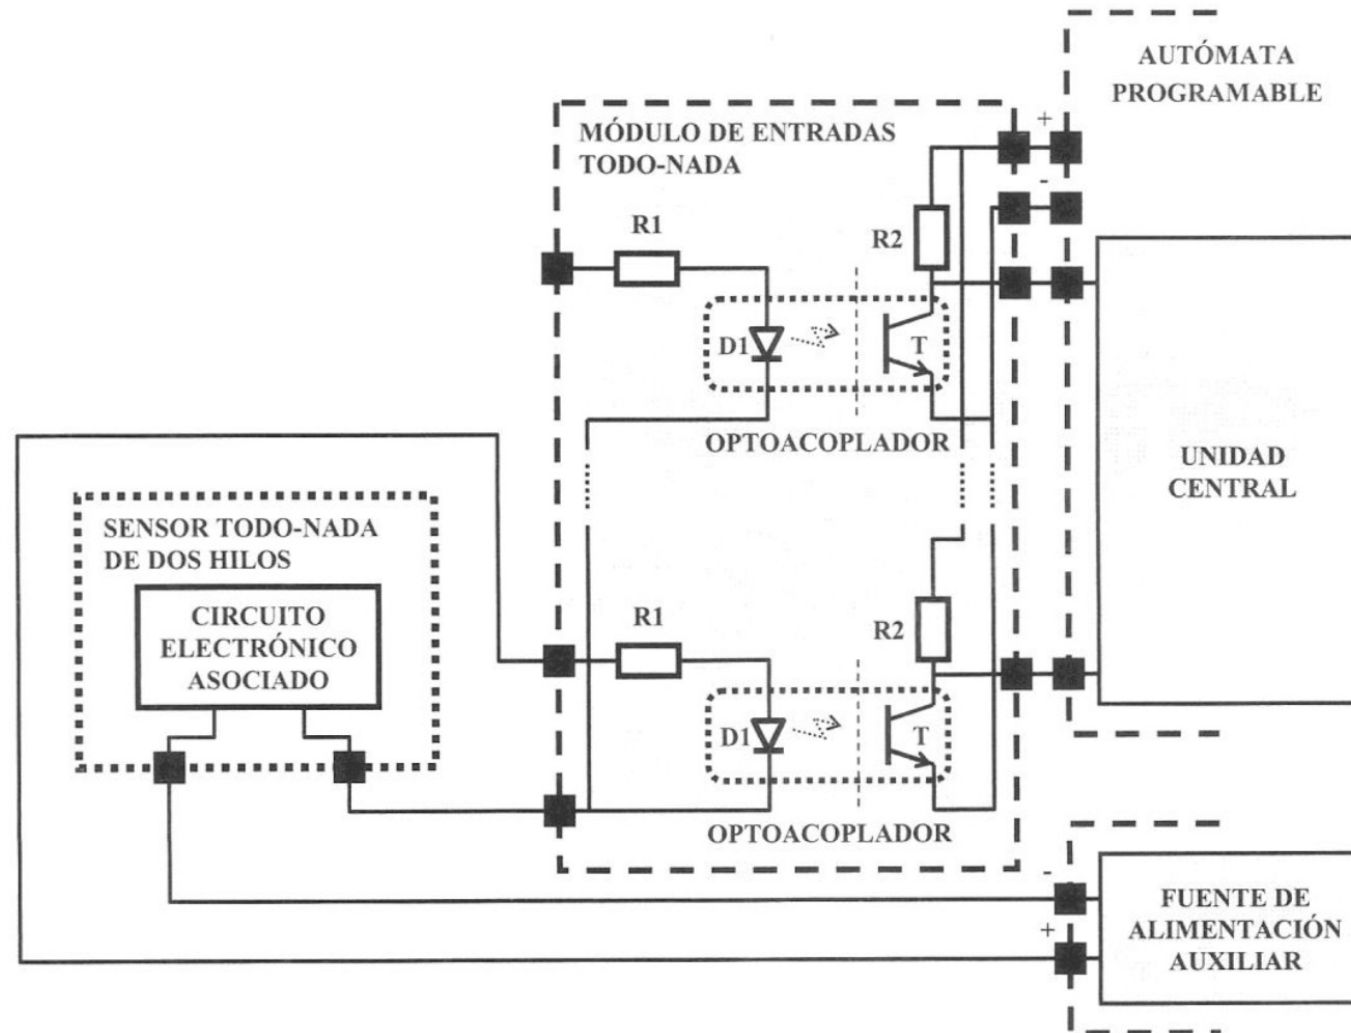 AUTÓMATA
PROGRAMABLE
MÓDULO DE ENTRADAS
TODO-NADA
+
-
R1
R2
D1
T
OPTOACOPLADOR
UNIDAD
CENTRAL
SENSOR TODO-NADA
DE DOS HILOS
CIRCUITO
ELECTRÓNICO
ASOCIADO
R1
R2
D1
T
OPTOACOPLADOR
-
+
FUENTE DE
ALIMENTACIÓN
AUXILIAR